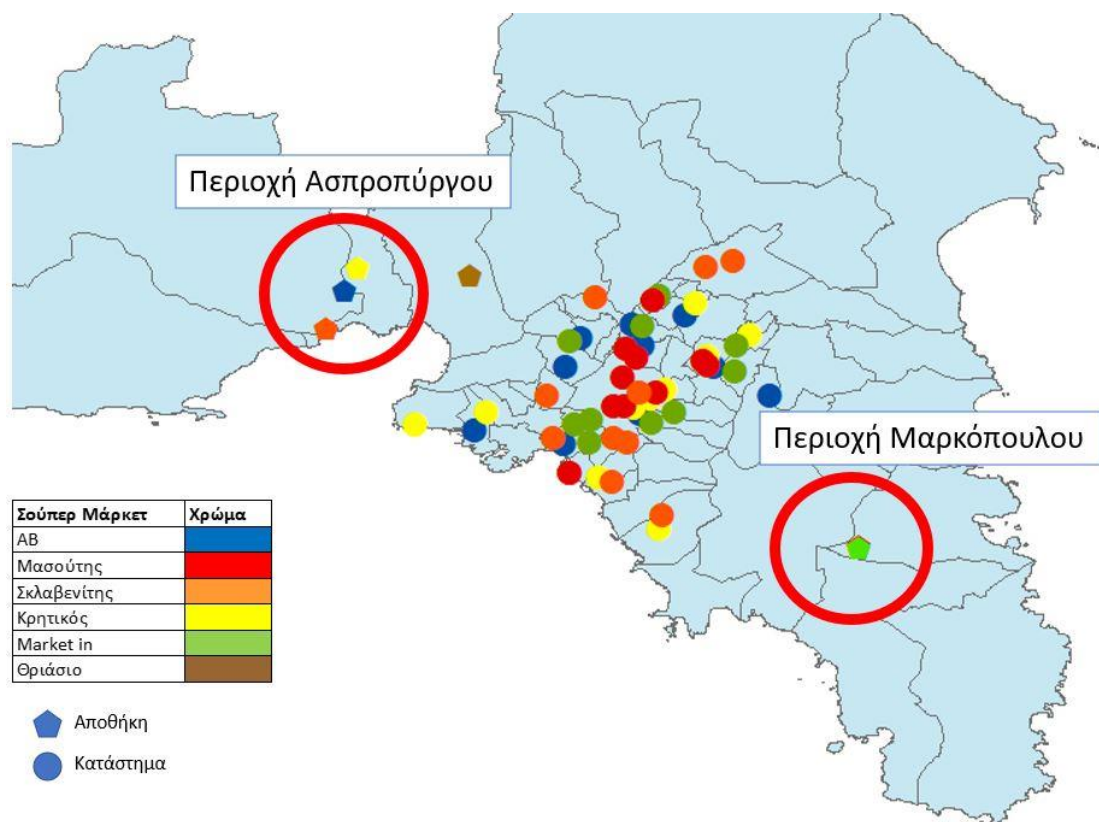 Περιοχή Ασπροπύργου
Περιοχή Μαρκόπουλου
Σούπερ Μάρκετ Χρώμα
ΑΒ
Μασούτης
Σκλαβενίτης
Κρητικός
Market in
Θριάσιο
Αποθήκη
Κατάστημα